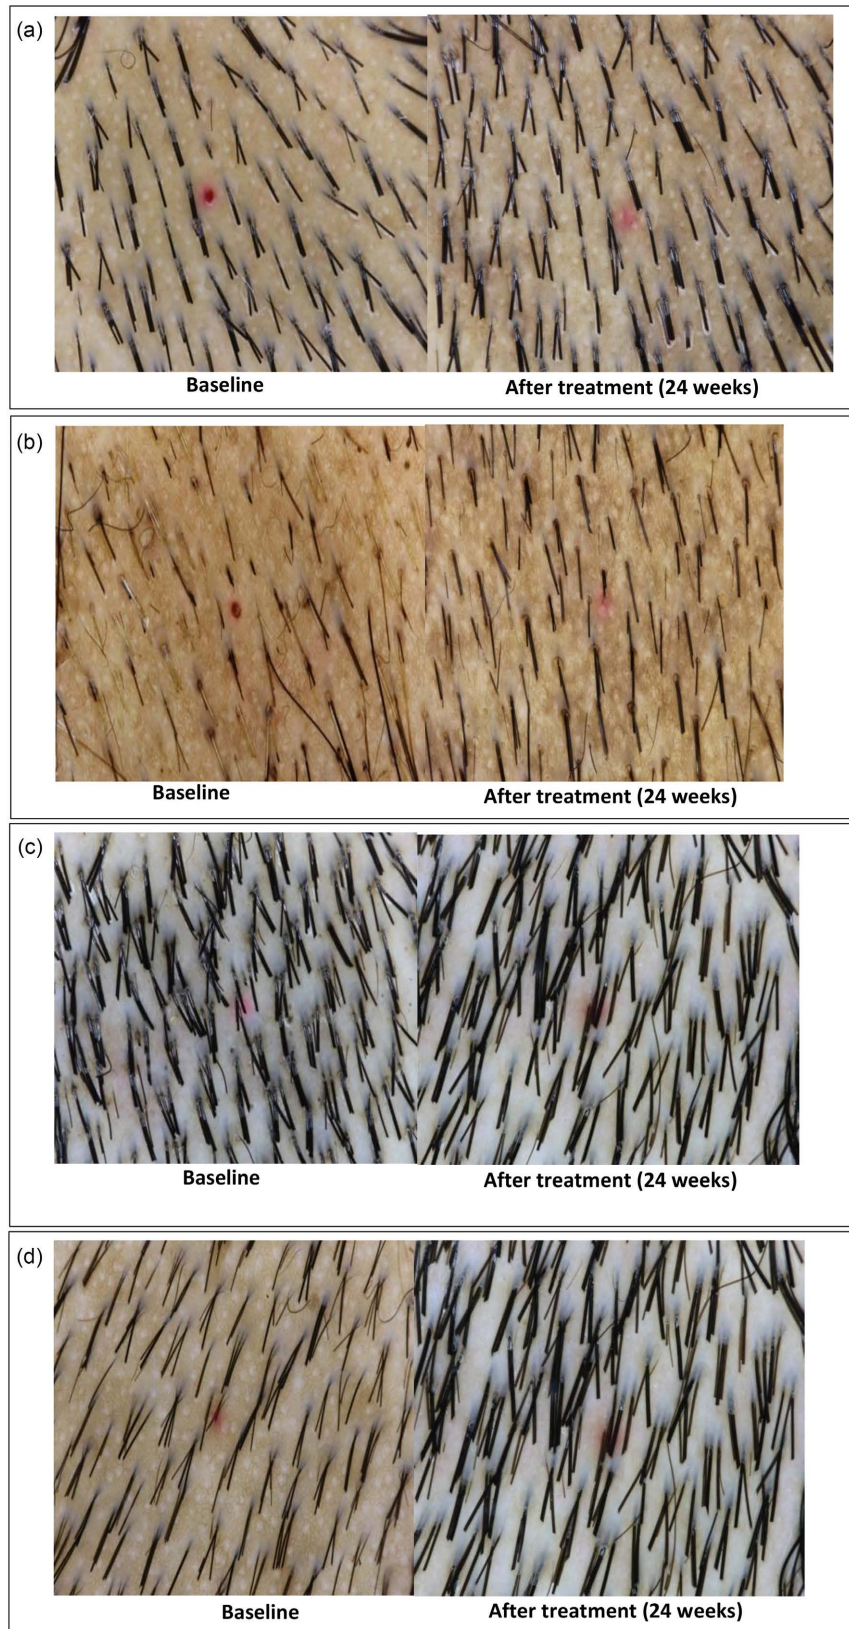 (a)
Baseline
After treatment (24 weeks)
(b)
Baseline
After treatment (24 weeks)
(c)
Baseline
After treatment (24 weeks)
(d)
Baseline
After treatment (24 weeks)